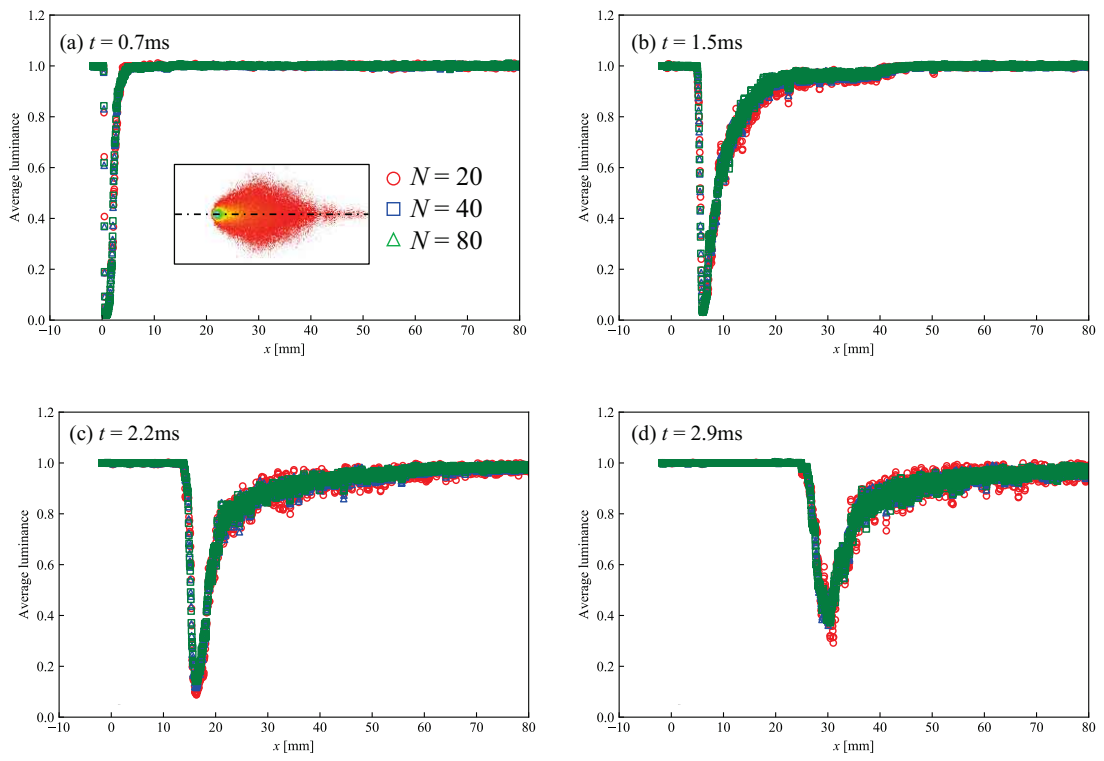 (a) t = 0.7ms
1.2
1.0
0.8
0.6
0.4
0.2
0.0
Average luminance
−10 0 10 20 30 40 50 60 70 80
x [mm]
N = 20
N = 40
N = 80
(b) t = 1.5ms
1.2
1.0
0.8
0.6
0.4
0.2
0.0
Average luminance
−10 0 10 20 30 40 50 60 70 80
x [mm]
(c) t = 2.2ms
1.2
1.0
0.8
0.6
0.4
0.2
0.0
Average luminance
−10 0 10 20 30 40 50 60 70 80
x [mm]
(d) t = 2.9ms
1.2
1.0
0.8
0.6
0.4
0.2
0.0
Average luminance
−10 0 10 20 30 40 50 60 70 80
x [mm]